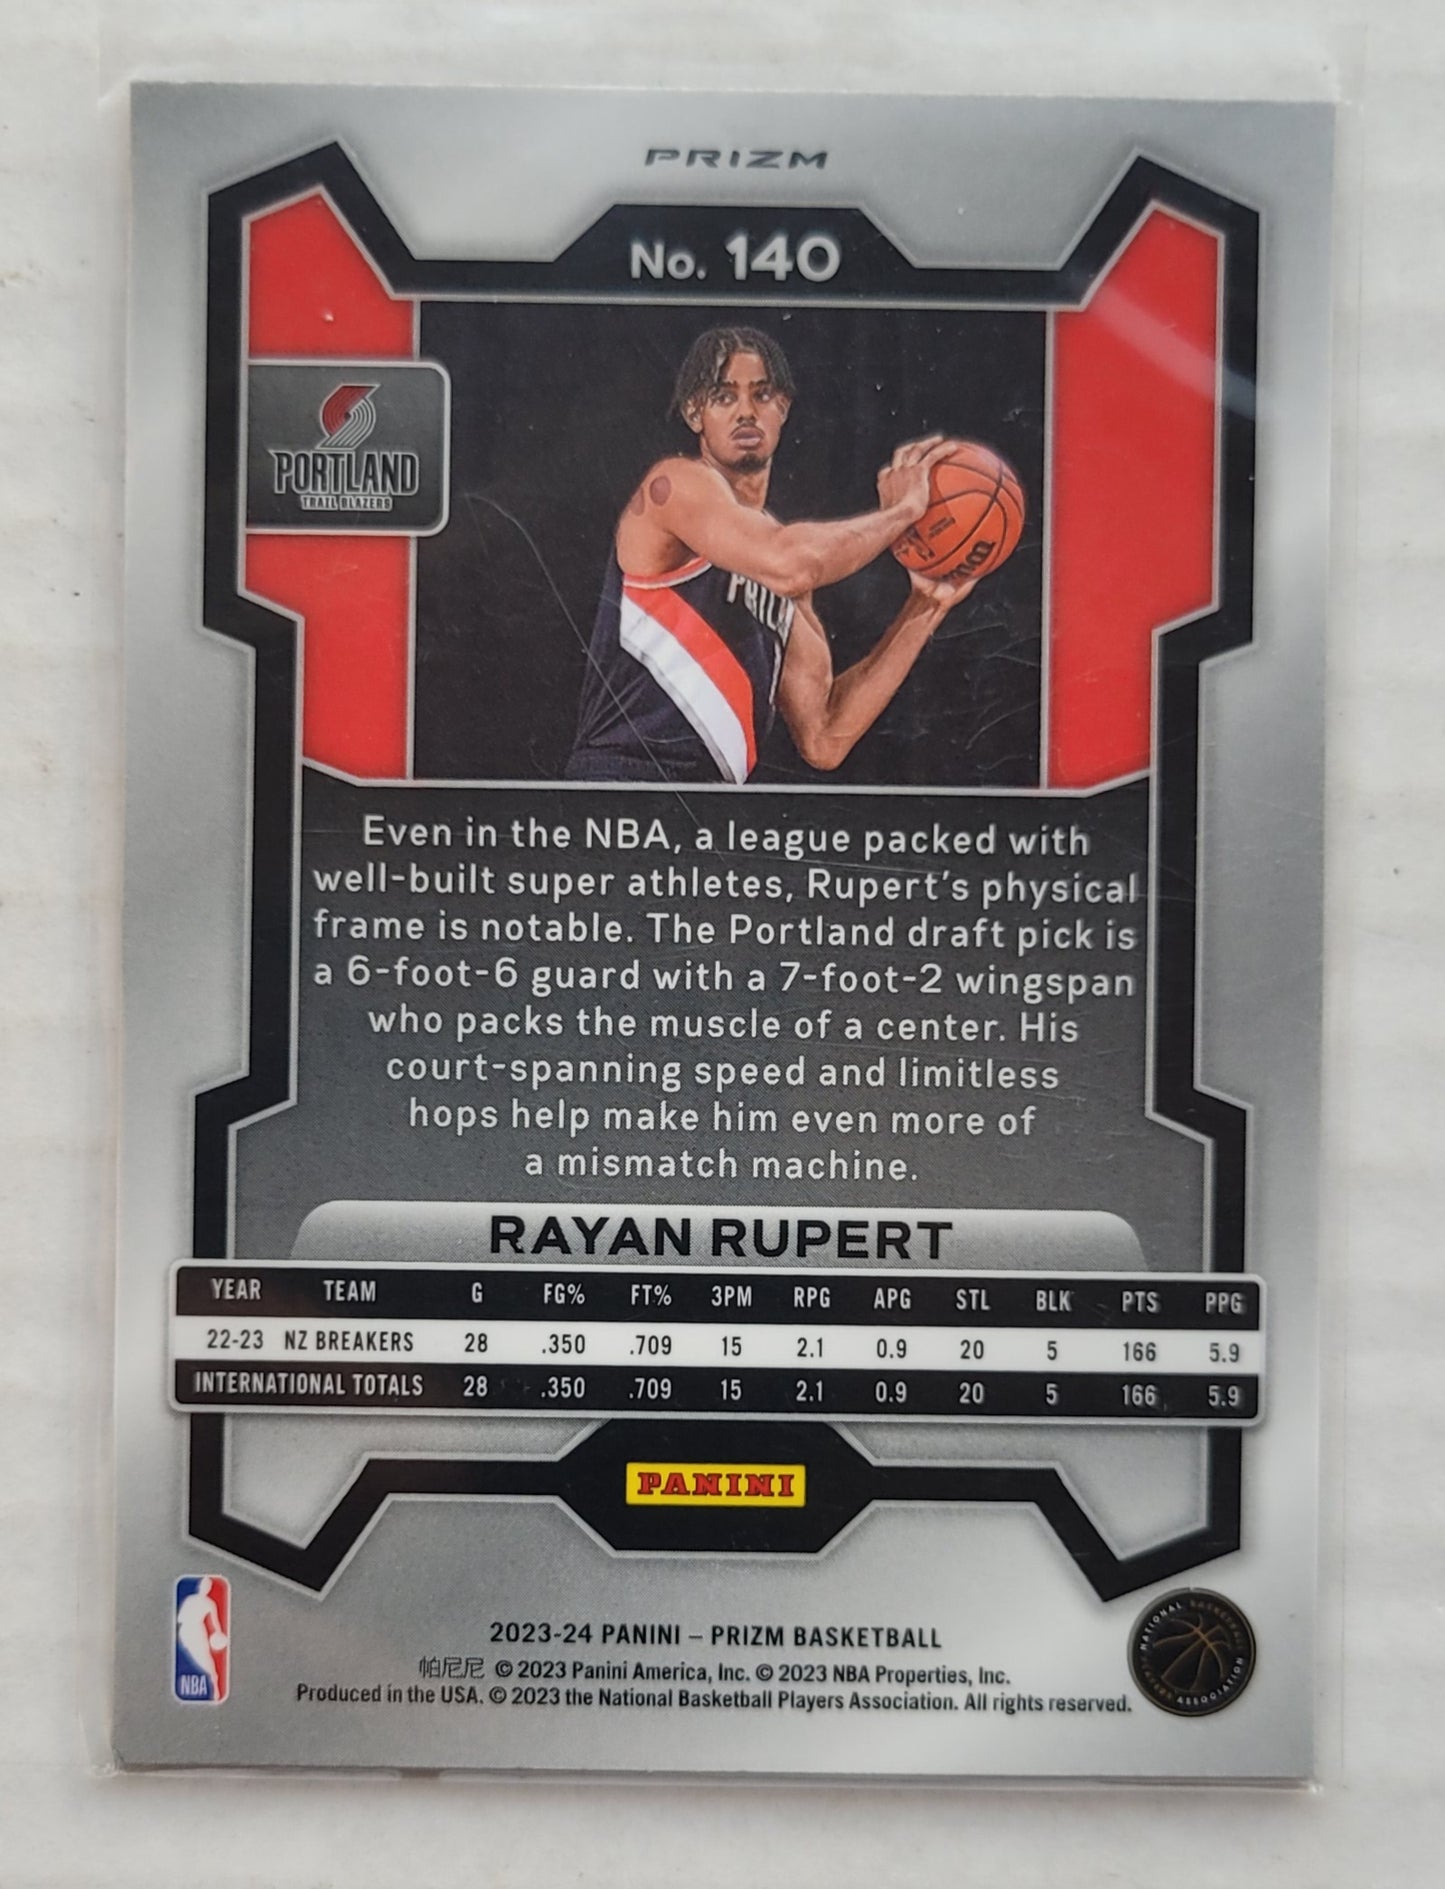 PRIZM
No. 140
PORTLAND
TRAIL BLAZERS
Even in the NBA, a league packed with
well-built super athletes, Rupert's physical
frame is notable. The Portland draft pick is
a 6-foot-6 guard with a 7-foot-2 wingspan
who packs the muscle of a center. His
court-spanning speed and limitless
hops help make him even more of
a mismatch machine.
RAYAN RUPERT
YEAR TEAM G FG% FT% 3PM RPG APG STL BLK PTS PPG
22-23 NZ BREAKERS 28 .350 .709 15 2.1 0.9 20 5 166 5.9
INTERNATIONAL TOTALS 28 .350 .709 15 2.1 0.9 20 5 166 5.9
PANINI
2023-24 PANINI – PRIZM BASKETBALL
帕尼尼 © 2023 Panini America, Inc. © 2023 NBA Properties, Inc.
Produced in the USA. © 2023 the National Basketball Players Association. All rights reserved.
NBA
NATIONAL BASKETBALL PLAYERS ASSOCIATION